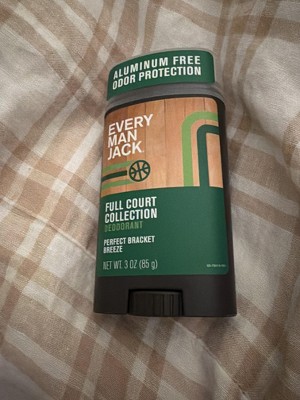 ALUMINUM FREE
ODOR PROTECTION
EVERY
MAN
JACK.
FULL COURT
COLLECTION
DEODORANT
PERFECT BRACKET
BREEZE
NET WT. 3 OZ (85 g)